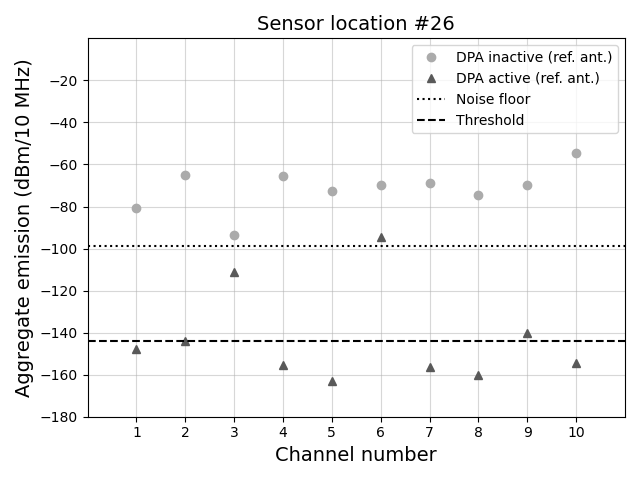 Sensor location #26
DPA inactive (ref. ant.)
DPA active (ref. ant.)
Noise floor
Threshold
Aggregate emission (dBm/10 MHz)
−20
−40
−60
−80
−100
−120
−140
−160
−180
1 2 3 4 5 6 7 8 9 10
Channel number